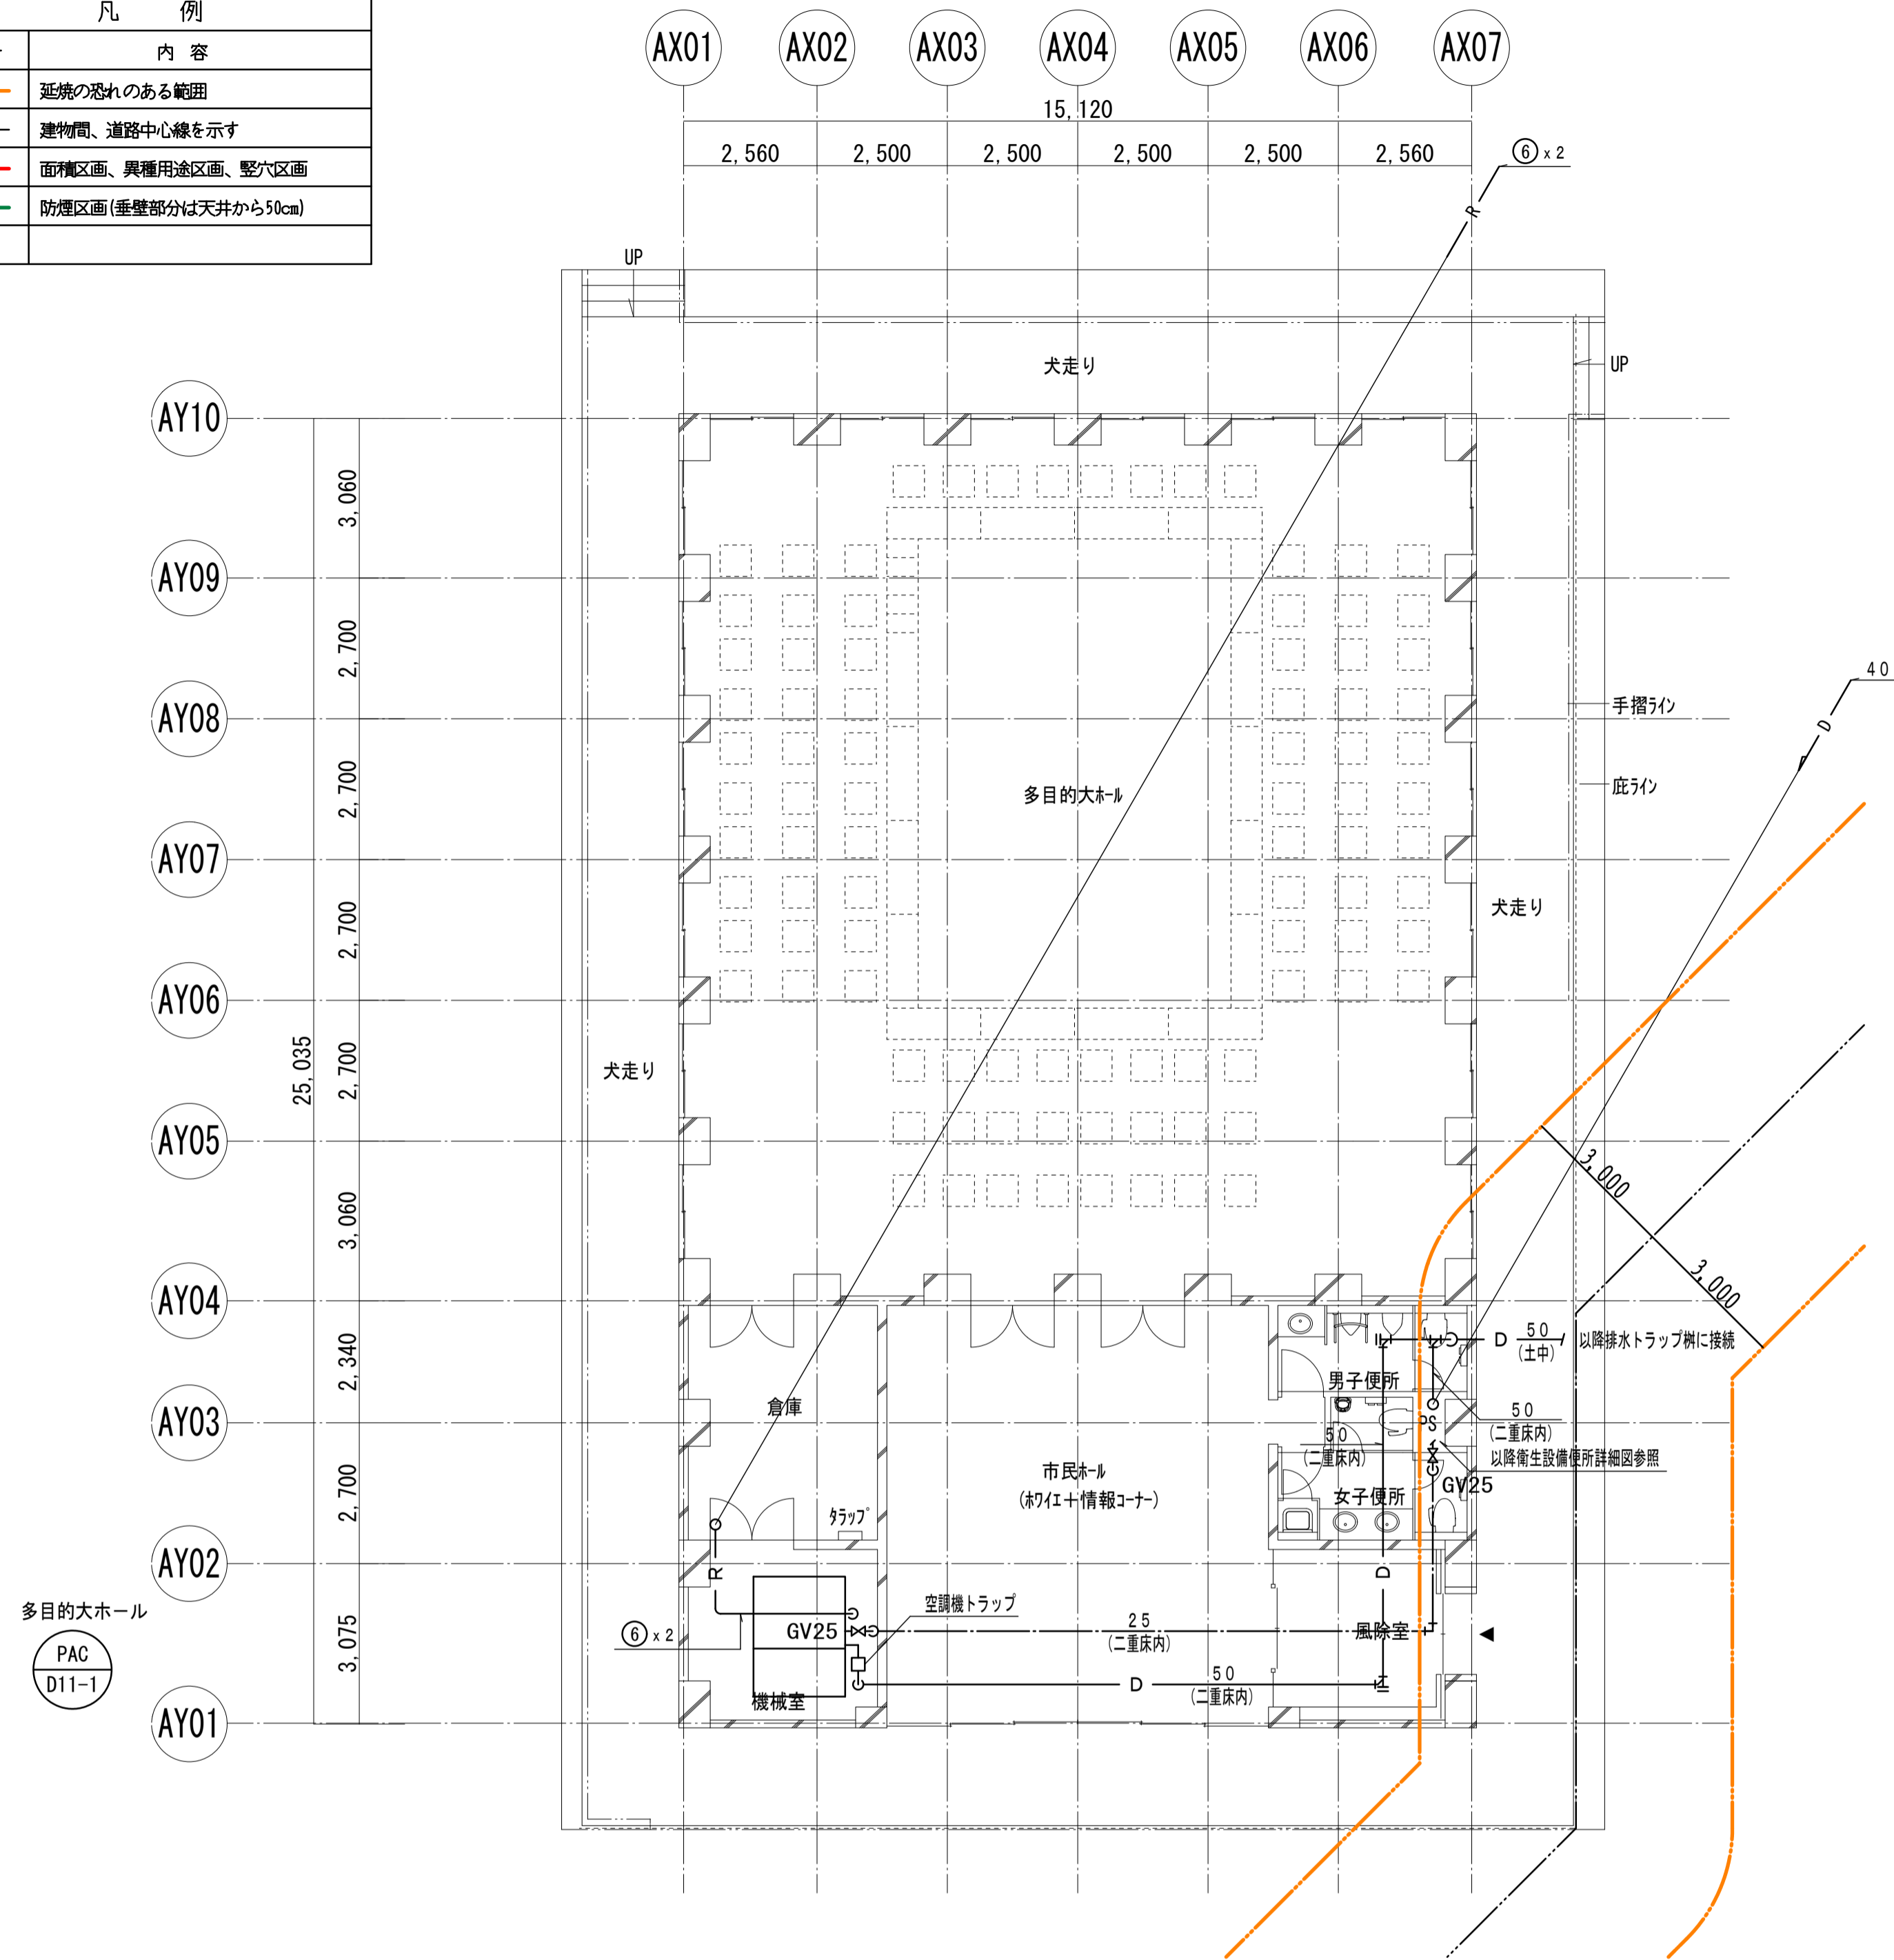 凡 例
内 容
延焼の恐れのある範囲
建物間、道路中心線を示す
面積区画、異種用途区画、竪穴区画
防煙区画(垂壁部分は天井から50cm)
AX01 AX02 AX03 AX04 AX05 AX06 AX07
15,120
2,560 2,500 2,500 2,500 2,500 2,560
⑥ x 2
R
UP
犬走り
UP
AY10
3,060
AY09
2,700
40
AY08
手摺ライン
D
2,700
庇ライン
多目的大ホール
AY07
犬走り
2,700
AY06
25,035
2,700
犬走り
AY05
3,000
3,060
3,000
AY04
D 50
(土中)
以降排水トラップ桝に接続
2,340
男子便所
倉庫
AY03
50
(二重床内)
PS
50
(二重床内)
以降衛生設備便所詳細図参照
市民ホール
(ホワイエ+情報コーナー)
GV25
2,700
女子便所
タラップ
AY02
R
D
多目的大ホール
空調機トラップ
3,075
⑥ x 2
GV25
25
(二重床内)
風除室
PAC
D11-1
D
50
(二重床内)
機械室
AY01